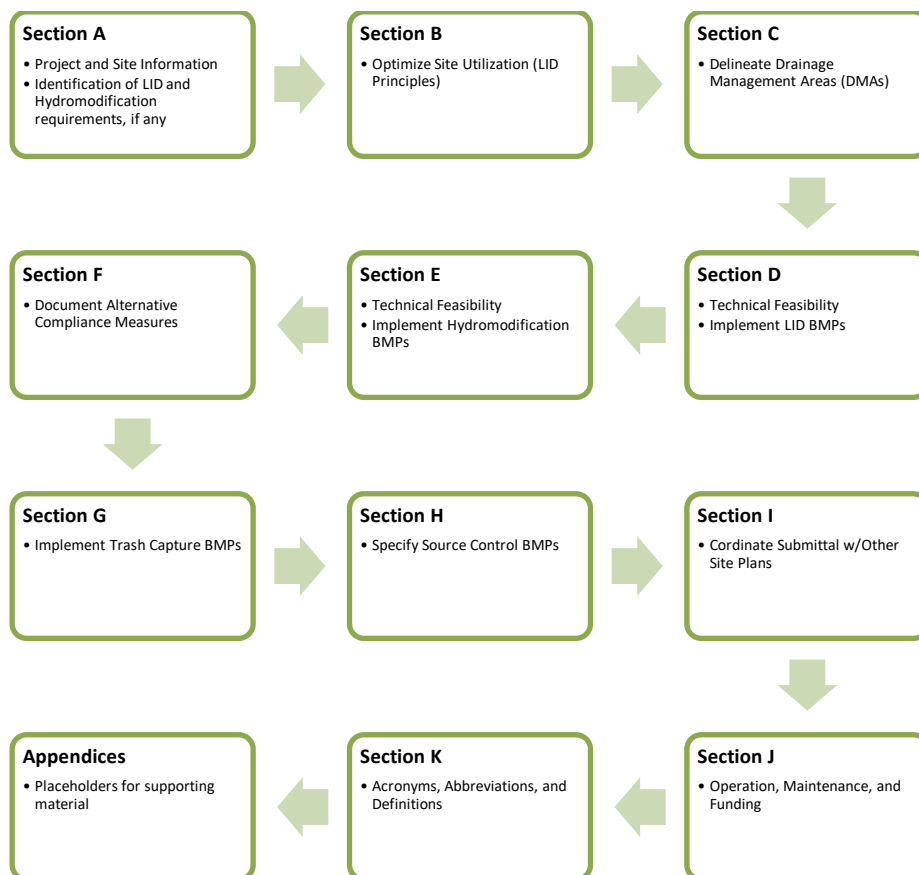 Section A
• Project and Site Information
• Identification of LID and
Hydromodification
requirements, if any
Section B
• Optimize Site Utilization (LID
Principles)
Section C
• Delineate Drainage
Management Areas (DMAs)
Section D
• Technical Feasibility
• Implement LID BMPs
Section E
• Technical Feasibility
• Implement Hydromodification
BMPs
Section F
• Document Alternative
Compliance Measures
Section G
• Implement Trash Capture BMPs
Section H
• Specify Source Control BMPs
Section I
• Cordinate Submittal w/Other
Site Plans
Section J
• Operation, Maintenance, and
Funding
Section K
• Acronyms, Abbreviations, and
Definitions
Appendices
• Placeholders for supporting
material